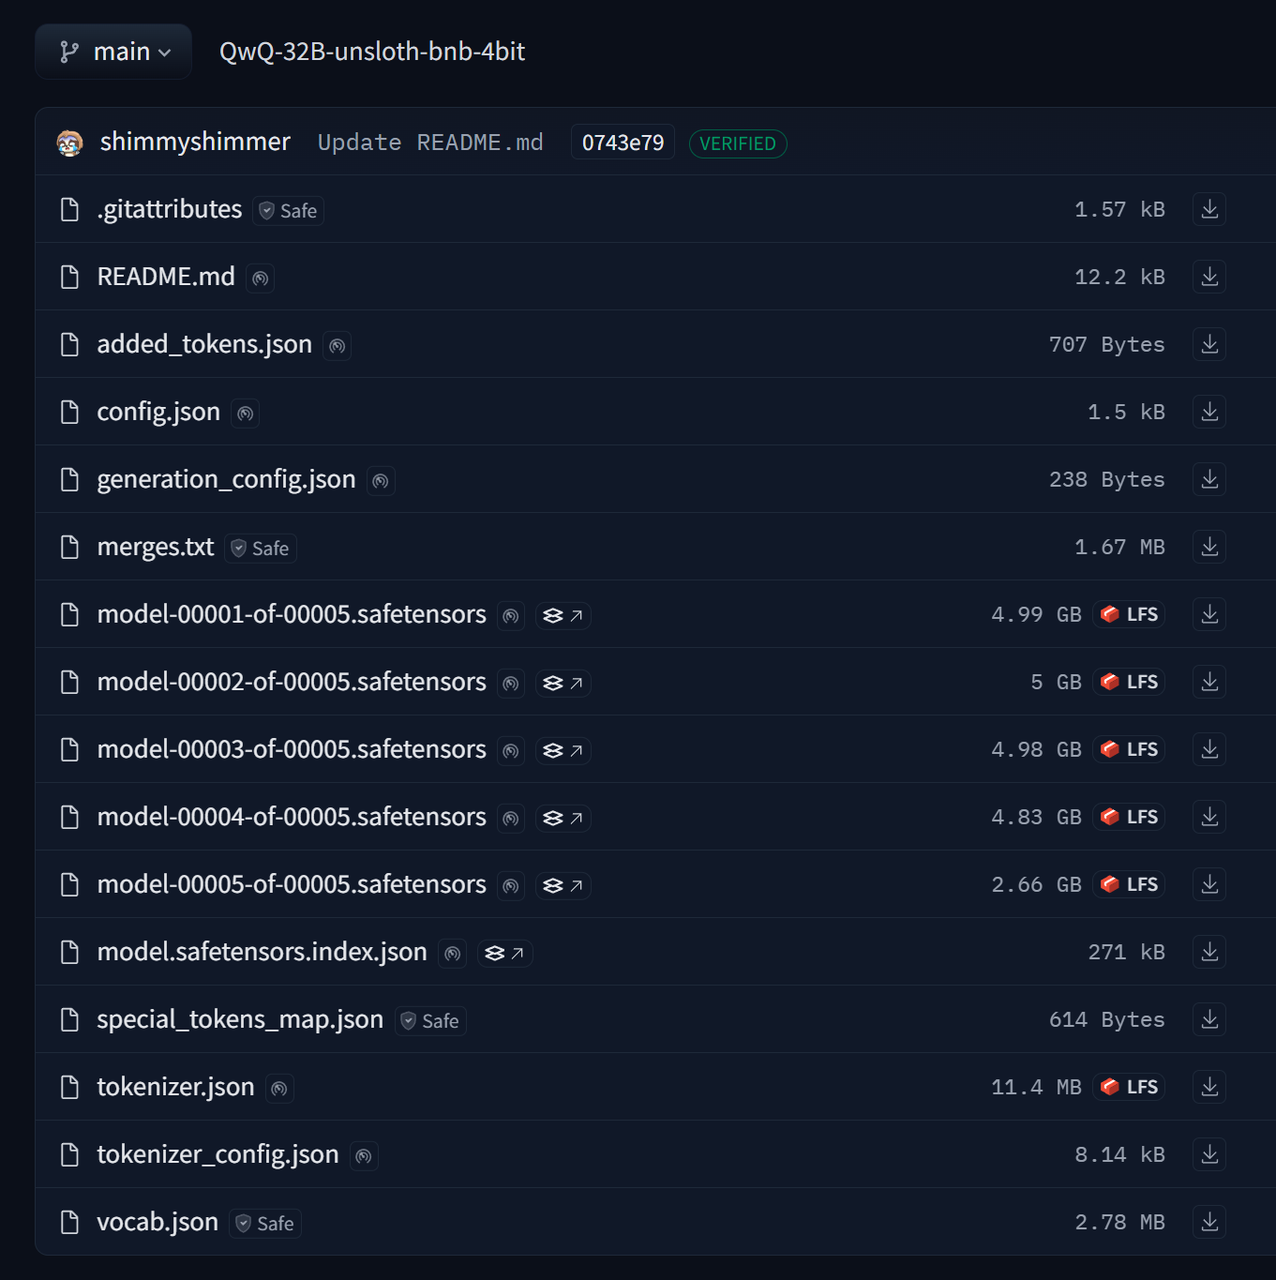 main QwQ-32B-unsloth-bnb-4bit
shimmyshimmer Update README.md 0743e79 VERIFIED
.gitattributes Safe 1.57 kB
README.md 12.2 kB
added_tokens.json 707 Bytes
config.json 1.5 kB
generation_config.json 238 Bytes
merges.txt Safe 1.67 MB
model-00001-of-00005.safetensors 4.99 GB LFS
model-00002-of-00005.safetensors 5 GB LFS
model-00003-of-00005.safetensors 4.98 GB LFS
model-00004-of-00005.safetensors 4.83 GB LFS
model-00005-of-00005.safetensors 2.66 GB LFS
model.safetensors.index.json 271 kB
special_tokens_map.json Safe 614 Bytes
tokenizer.json 11.4 MB LFS
tokenizer_config.json 8.14 kB
vocab.json Safe 2.78 MB